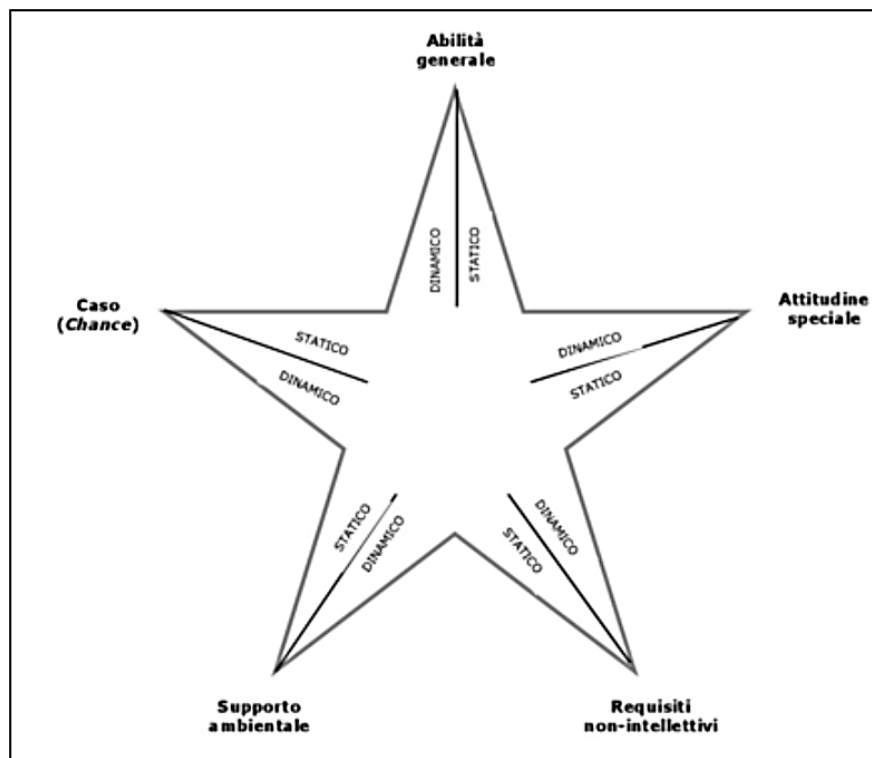 Abilità
generale
DINAMICO
STATICO
Caso
(Chance)
Attitudine
speciale
STATICO
DINAMICO
DINAMICO
STATICO
STATICO
DINAMICO
DINAMICO
STATICO
Supporto
ambientale
Requisiti
non-intellettivi